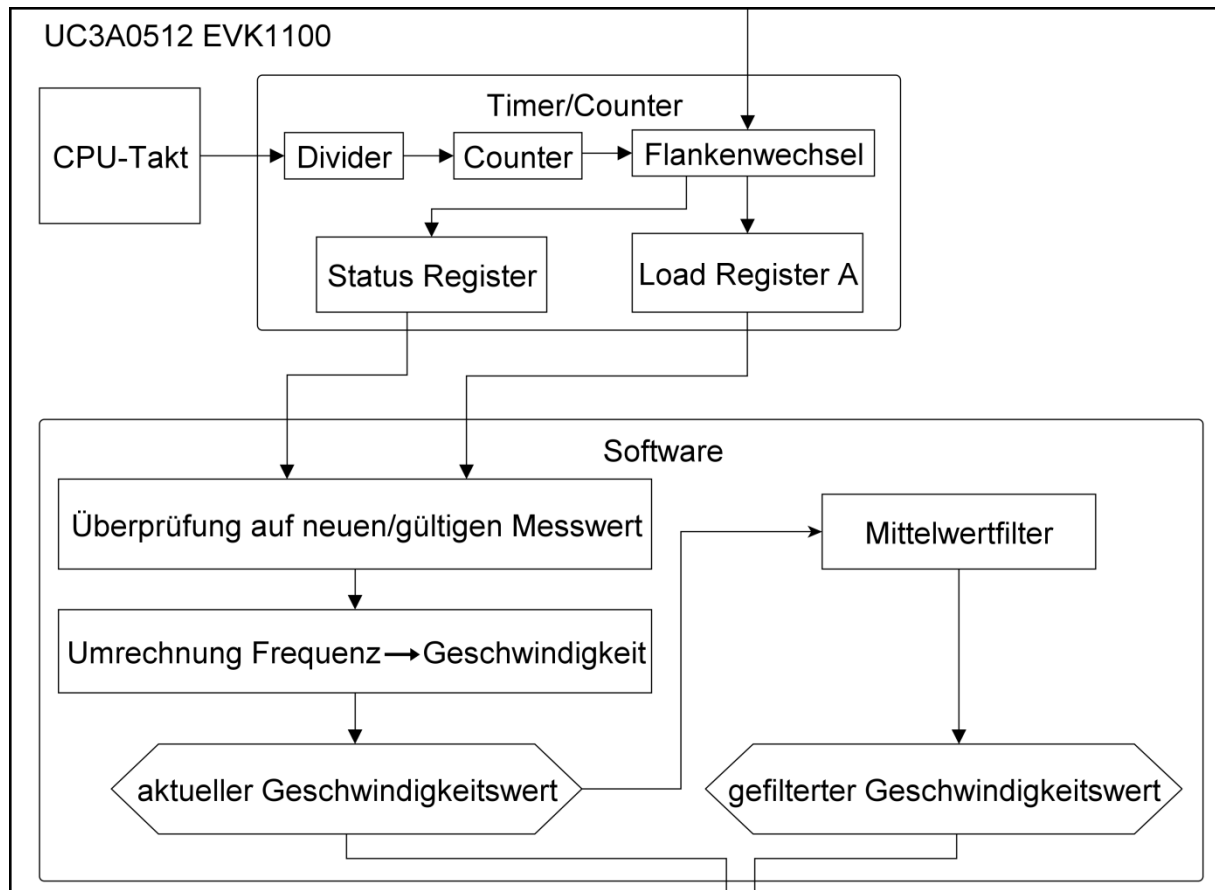 UC3A0512 EVK1100
Timer/Counter
CPU-Takt
Divider
Counter
Flankenwechsel
Status Register
Load Register A
Software
Überprüfung auf neuen/gültigen Messwert
Mittelwertfilter
Umrechnung Frequenz → Geschwindigkeit
aktueller Geschwindigkeitswert
gefilterter Geschwindigkeitswert